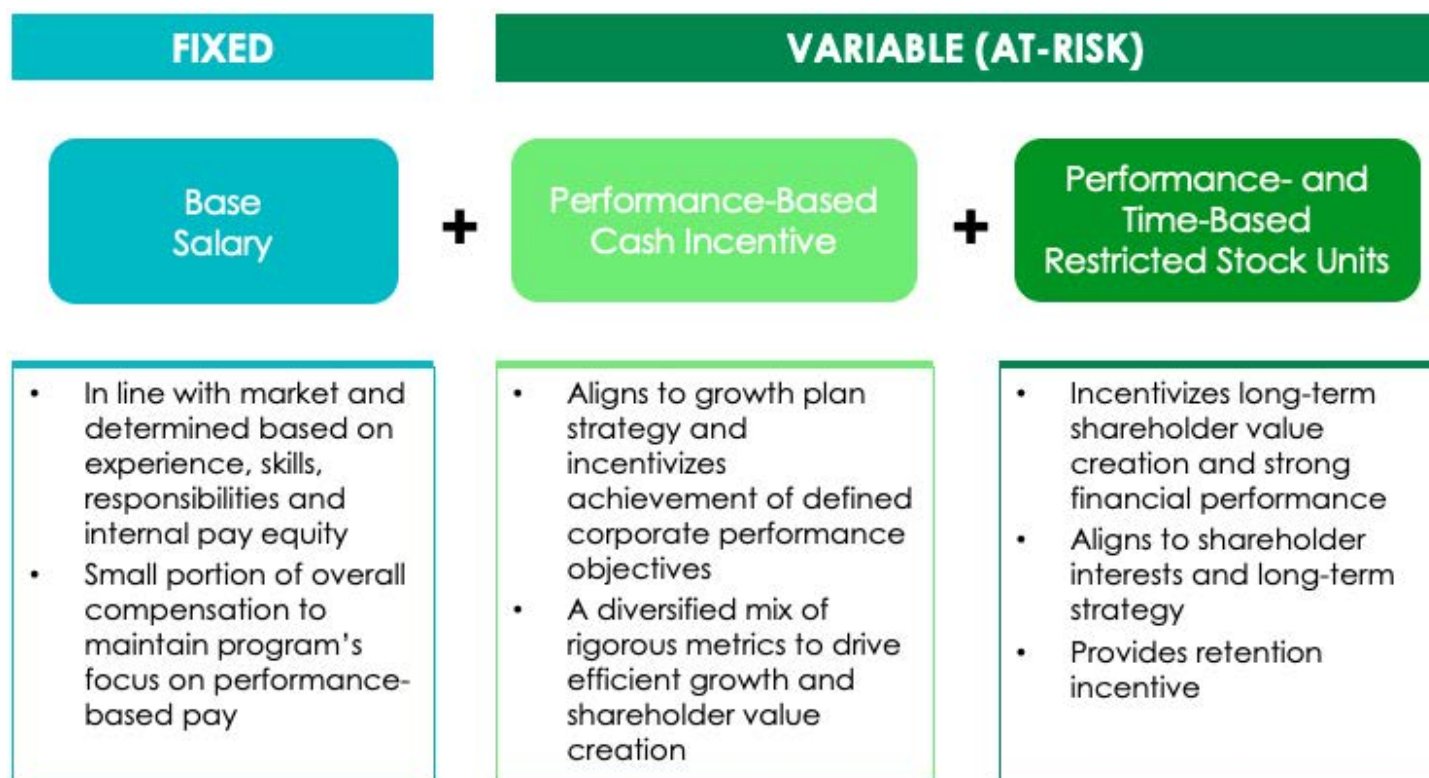 FIXED
VARIABLE (AT-RISK)
Base
Salary
+
Performance-Based
Cash Incentive
+
Performance- and
Time-Based
Restricted Stock Units
• In line with market and
determined based on
experience, skills,
responsibilities and
internal pay equity
• Small portion of overall
compensation to
maintain program's
focus on performance-
based pay
• Aligns to growth plan
strategy and
incentivizes
achievement of defined
corporate performance
objectives
• A diversified mix of
rigorous metrics to drive
efficient growth and
shareholder value
creation
• Incentivizes long-term
shareholder value
creation and strong
financial performance
• Aligns to shareholder
interests and long-term
strategy
• Provides retention
incentive